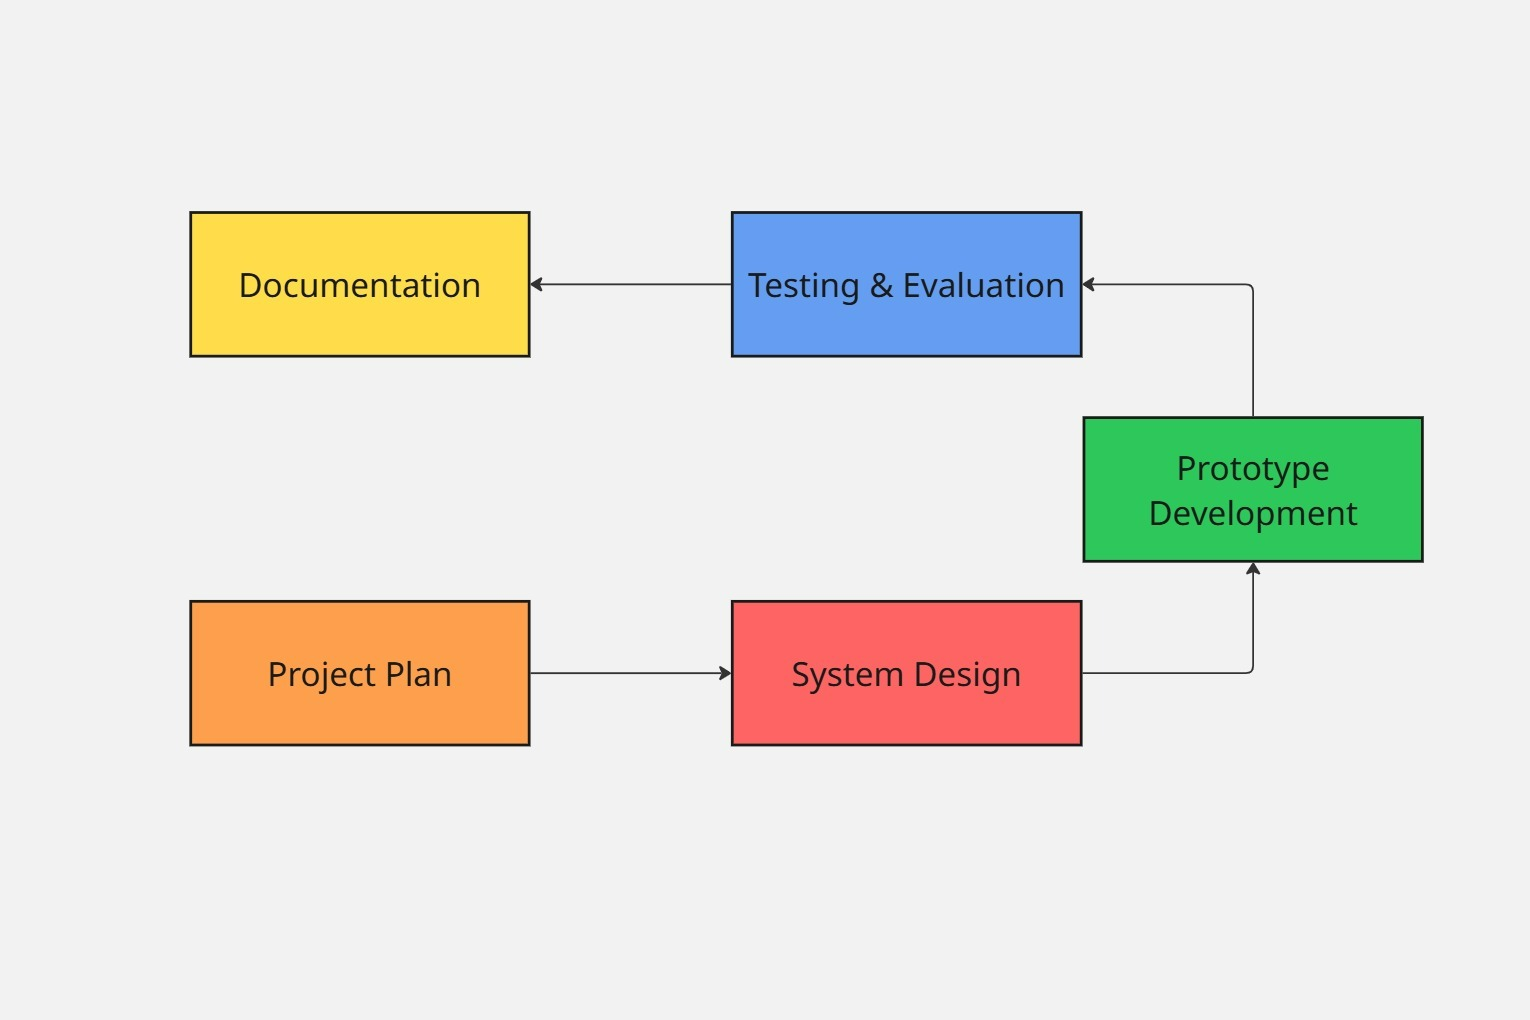 Documentation
Testing & Evaluation
Prototype
Development
Project Plan
System Design